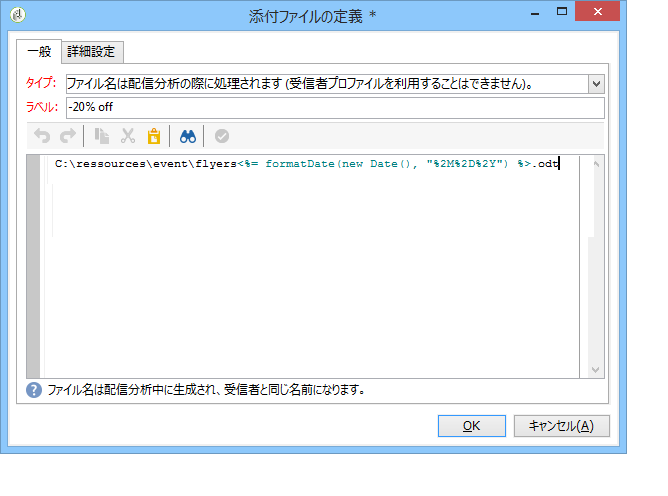 添付ファイルの定義 *
一般
詳細設定
タイプ: ファイル名は配信分析の際に処理されます (受信者プロファイルを利用することはできません)。
ラベル: -20% off
C:\ressources\event\flyers<%= formatDate(new Date(), "%2M%2D%2Y") %>.odt
? ファイル名は配信分析中に生成され、受信者と同じ名前になります。
OK
キャンセル(A)